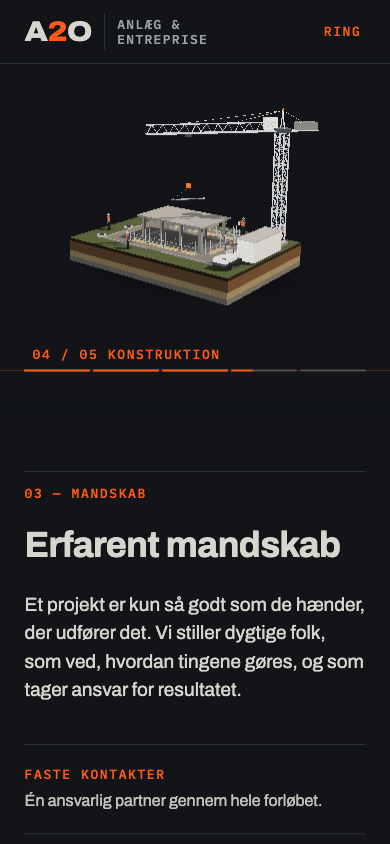 A2O
ANLÆG &
ENTREPRISE
RING
04 / 05 KONSTRUKTION
03 — MANDSKAB
Erfarent mandskab
Et projekt er kun så godt som de hænder,
der udfører det. Vi stiller dygtige folk,
som ved, hvordan tingene gøres, og som
tager ansvar for resultatet.
FASTE KONTAKTER
Én ansvarlig partner gennem hele forløbet.